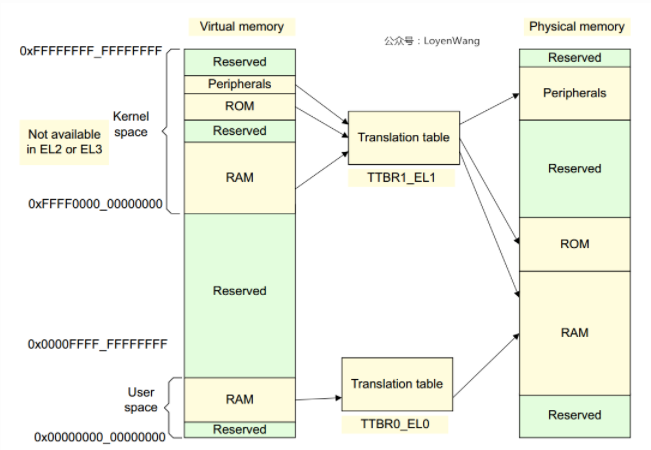 Virtual memory
Physical memory
公众号：LoyenWang
0xFFFFFFFF_FFFFFFFF
Reserved
Peripherals
ROM
Reserved
RAM
Kernel
space
Not available
in EL2 or EL3
0xFFFF0000_00000000
Translation table
TTBR1_EL1
Reserved
Peripherals
Reserved
ROM
RAM
Reserved
Reserved
0x0000FFFF_FFFFFFFF
User
space
RAM
Reserved
0x00000000_00000000
Translation table
TTBR0_EL0